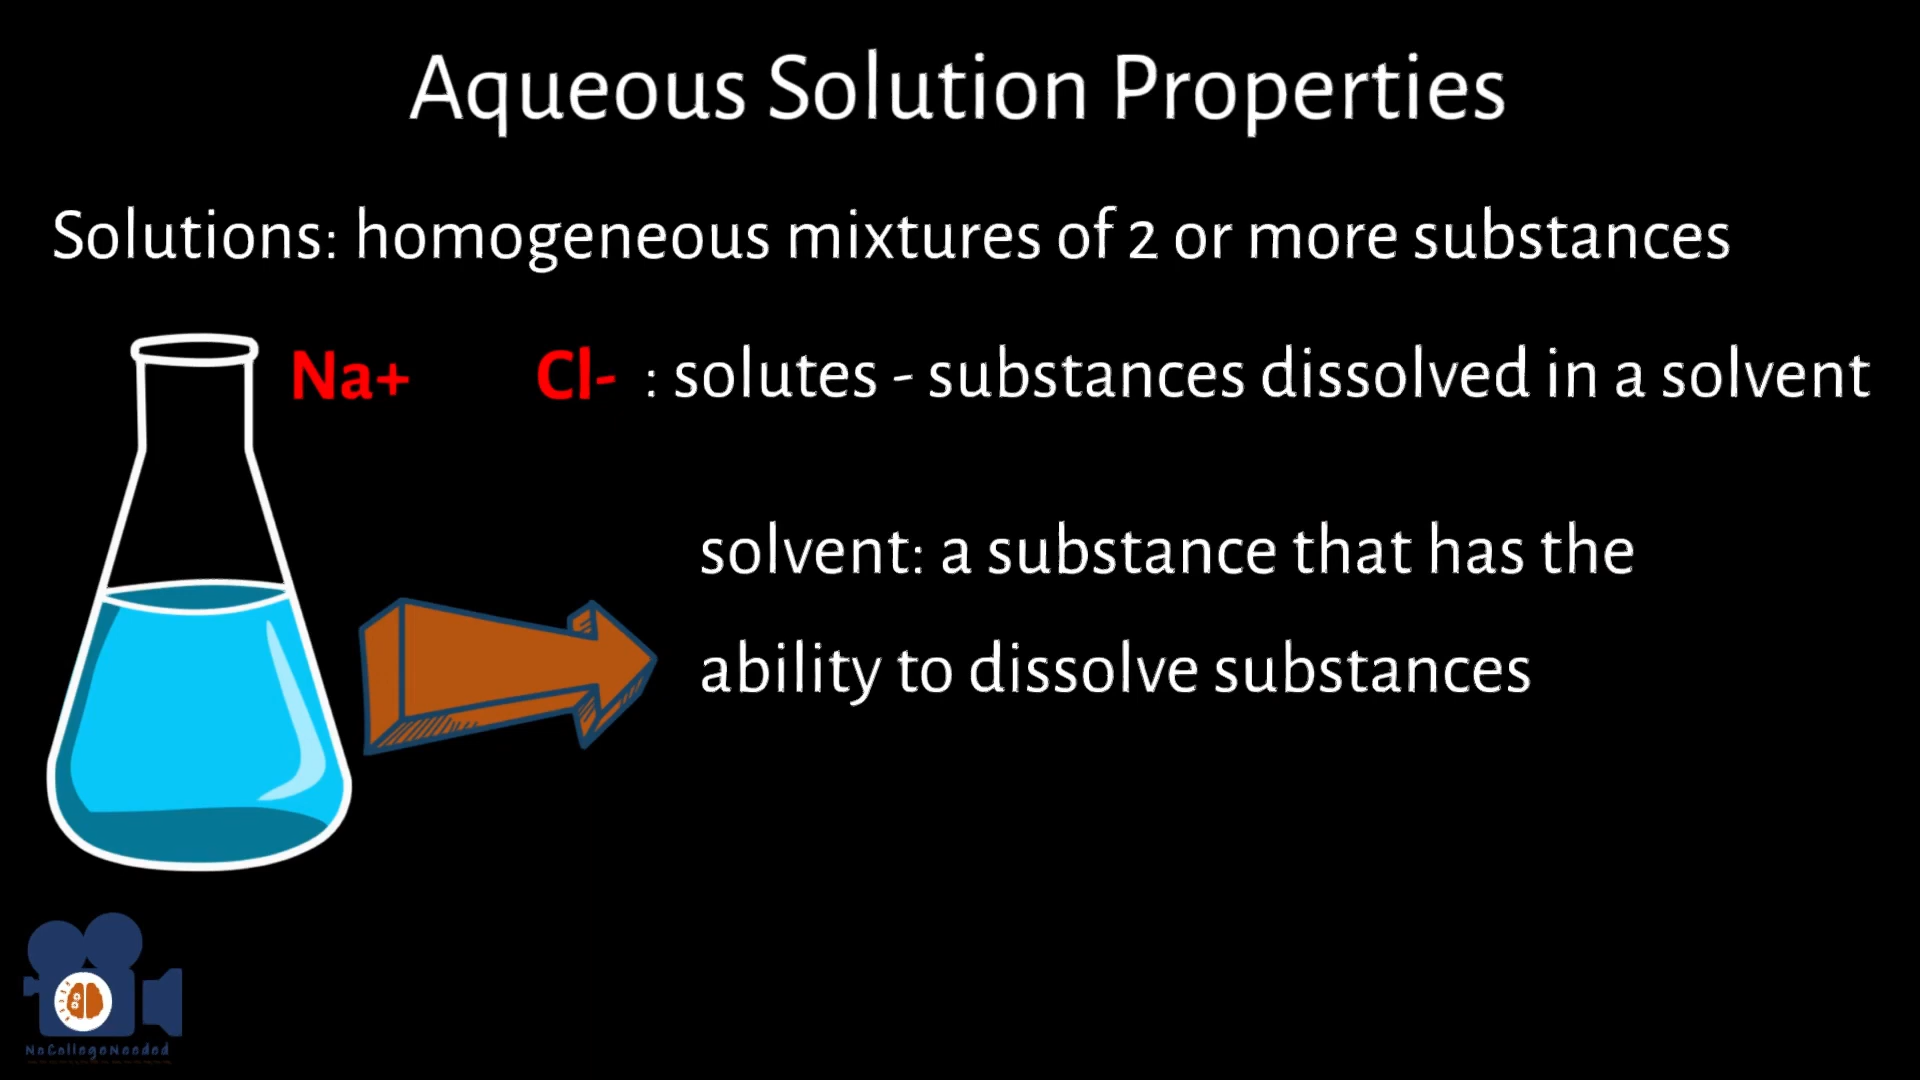 Aqueous Solution Properties
Solutions: homogeneous mixtures of 2 or more substances
Na+ Cl- : solutes - substances dissolved in a solvent
solvent: a substance that has the
ability to dissolve substances
NoCollegeNeeded